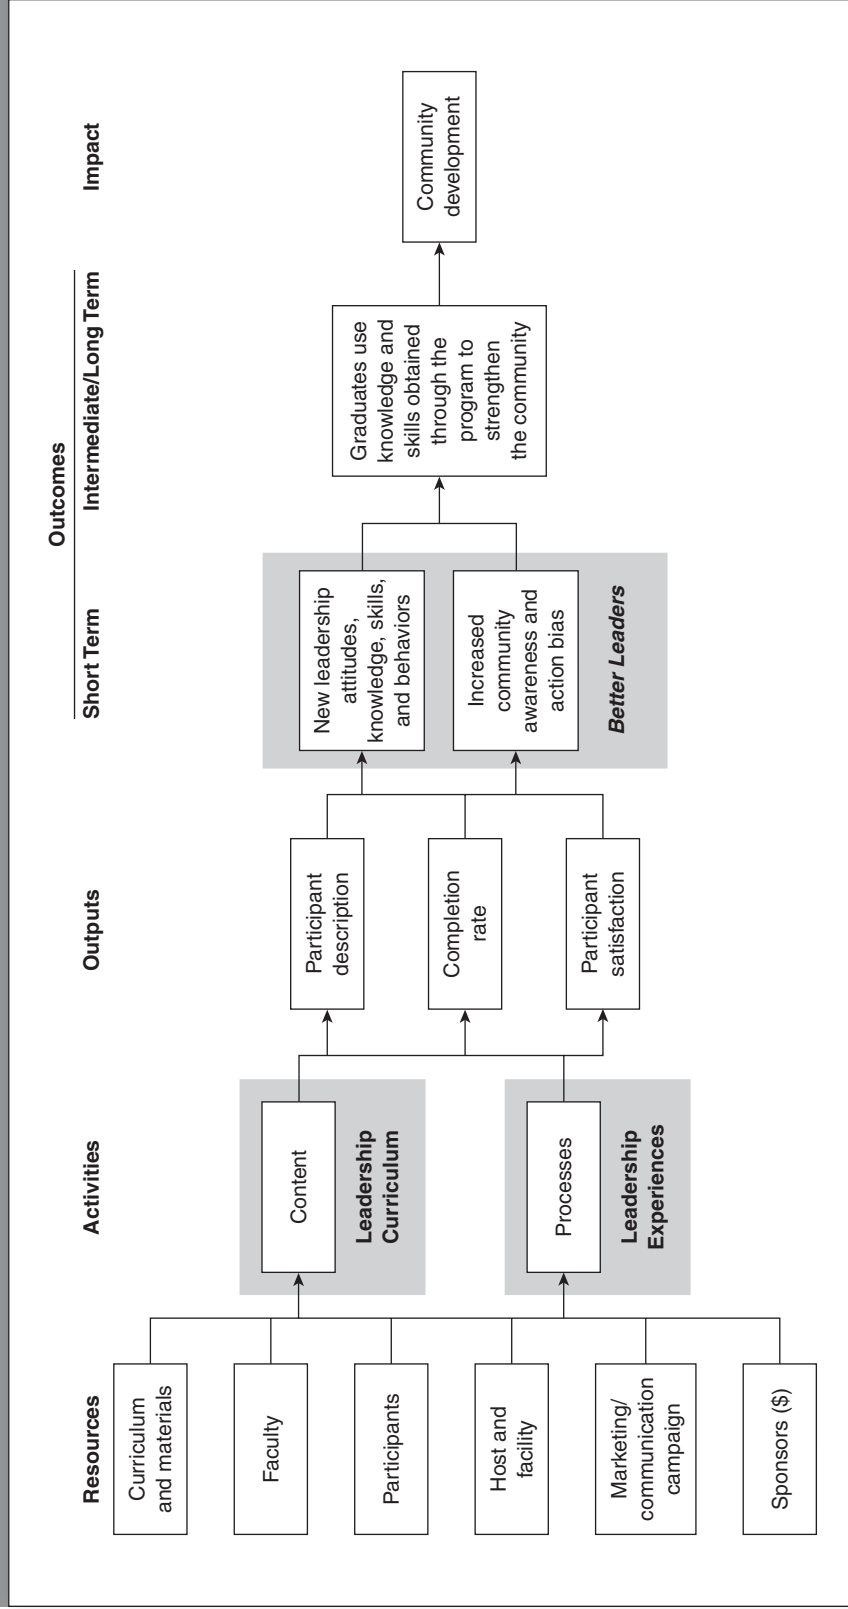 Resources
Activities
Outputs
Outcomes
Short Term
Intermediate/Long Term
Impact
Curriculum
and materials
Faculty
Participants
Host and
facility
Marketing/
communication
campaign
Sponsors ($)
Content
Leadership
Curriculum
Processes
Leadership
Experiences
Participant
description
Completion
rate
Participant
satisfaction
New leadership
attitudes,
knowledge, skills,
and behaviors
Increased
community
awareness and
action bias
Better Leaders
Graduates use
knowledge and
skills obtained
through the
program to
strengthen
the community
Community
development